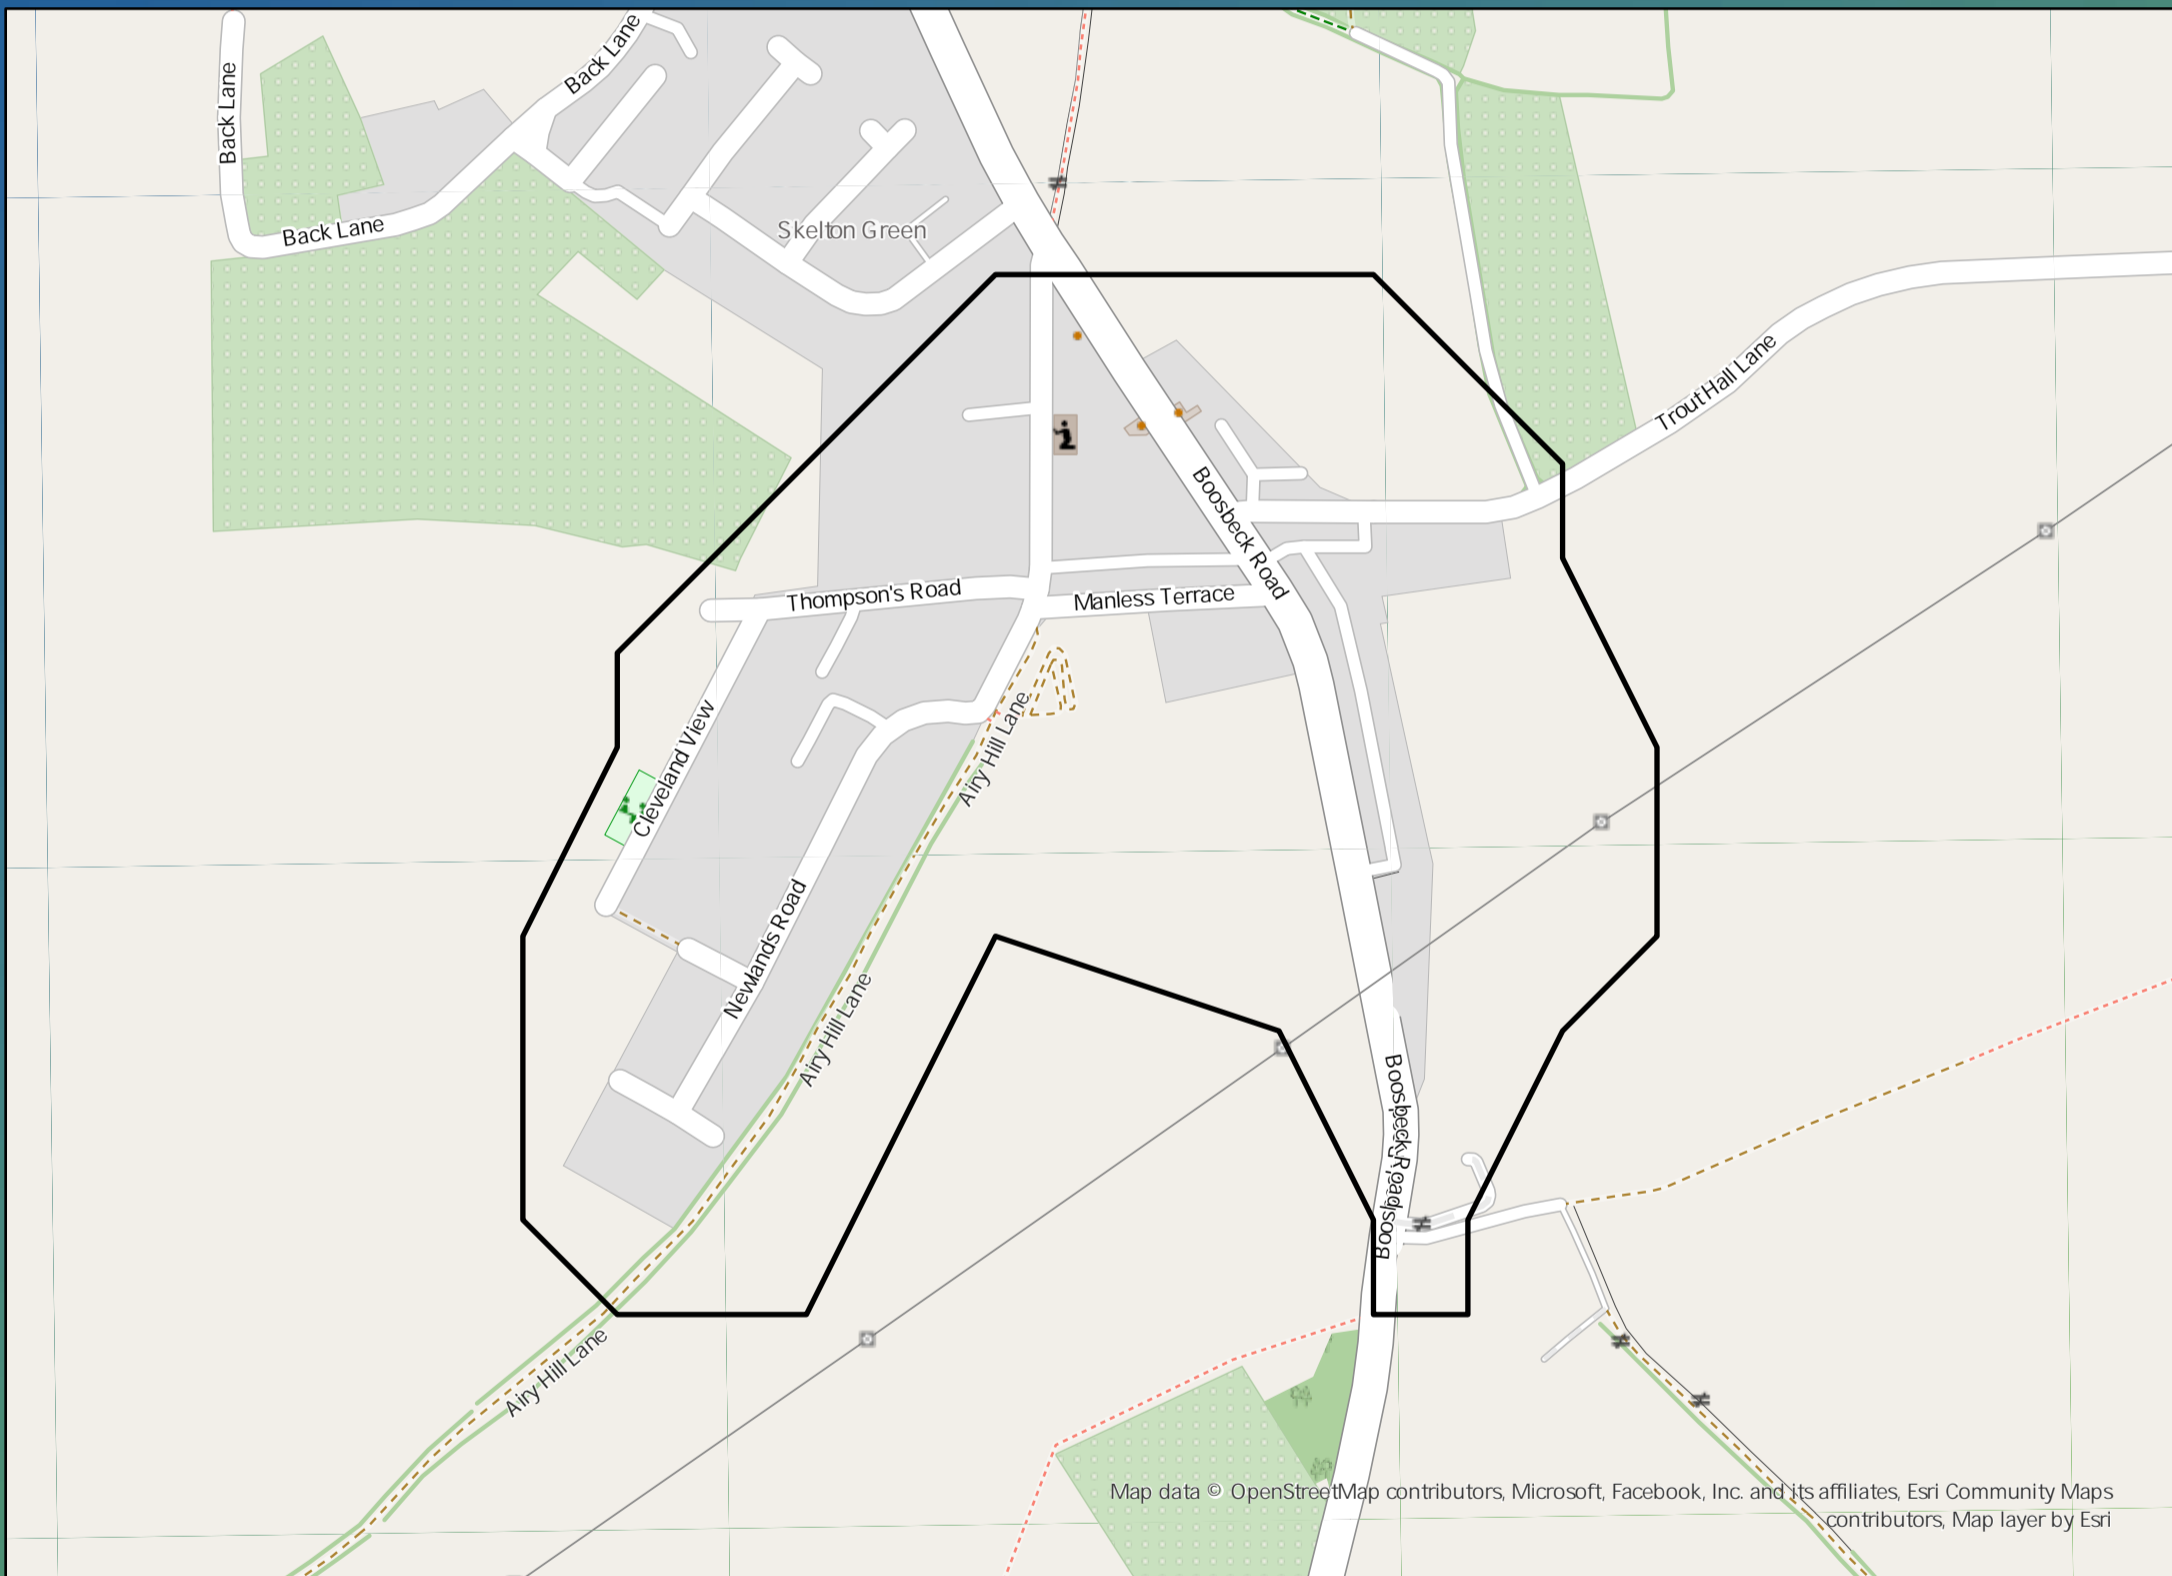 Back Lane
Back Lane
Back Lane
Skelton Green
Trout Hall Lane
Boosbeck Road
Thompson's Road
Manless Terrace
Cleveland View
Airy Hill Lane
Newlands Road
Airy Hill Lane
Boosbeck Road
Airy Hill Lane
Map data © OpenStreetMap contributors, Microsoft, Facebook, Inc. and its affiliates, Esri Community Maps
contributors, Map layer by Esri